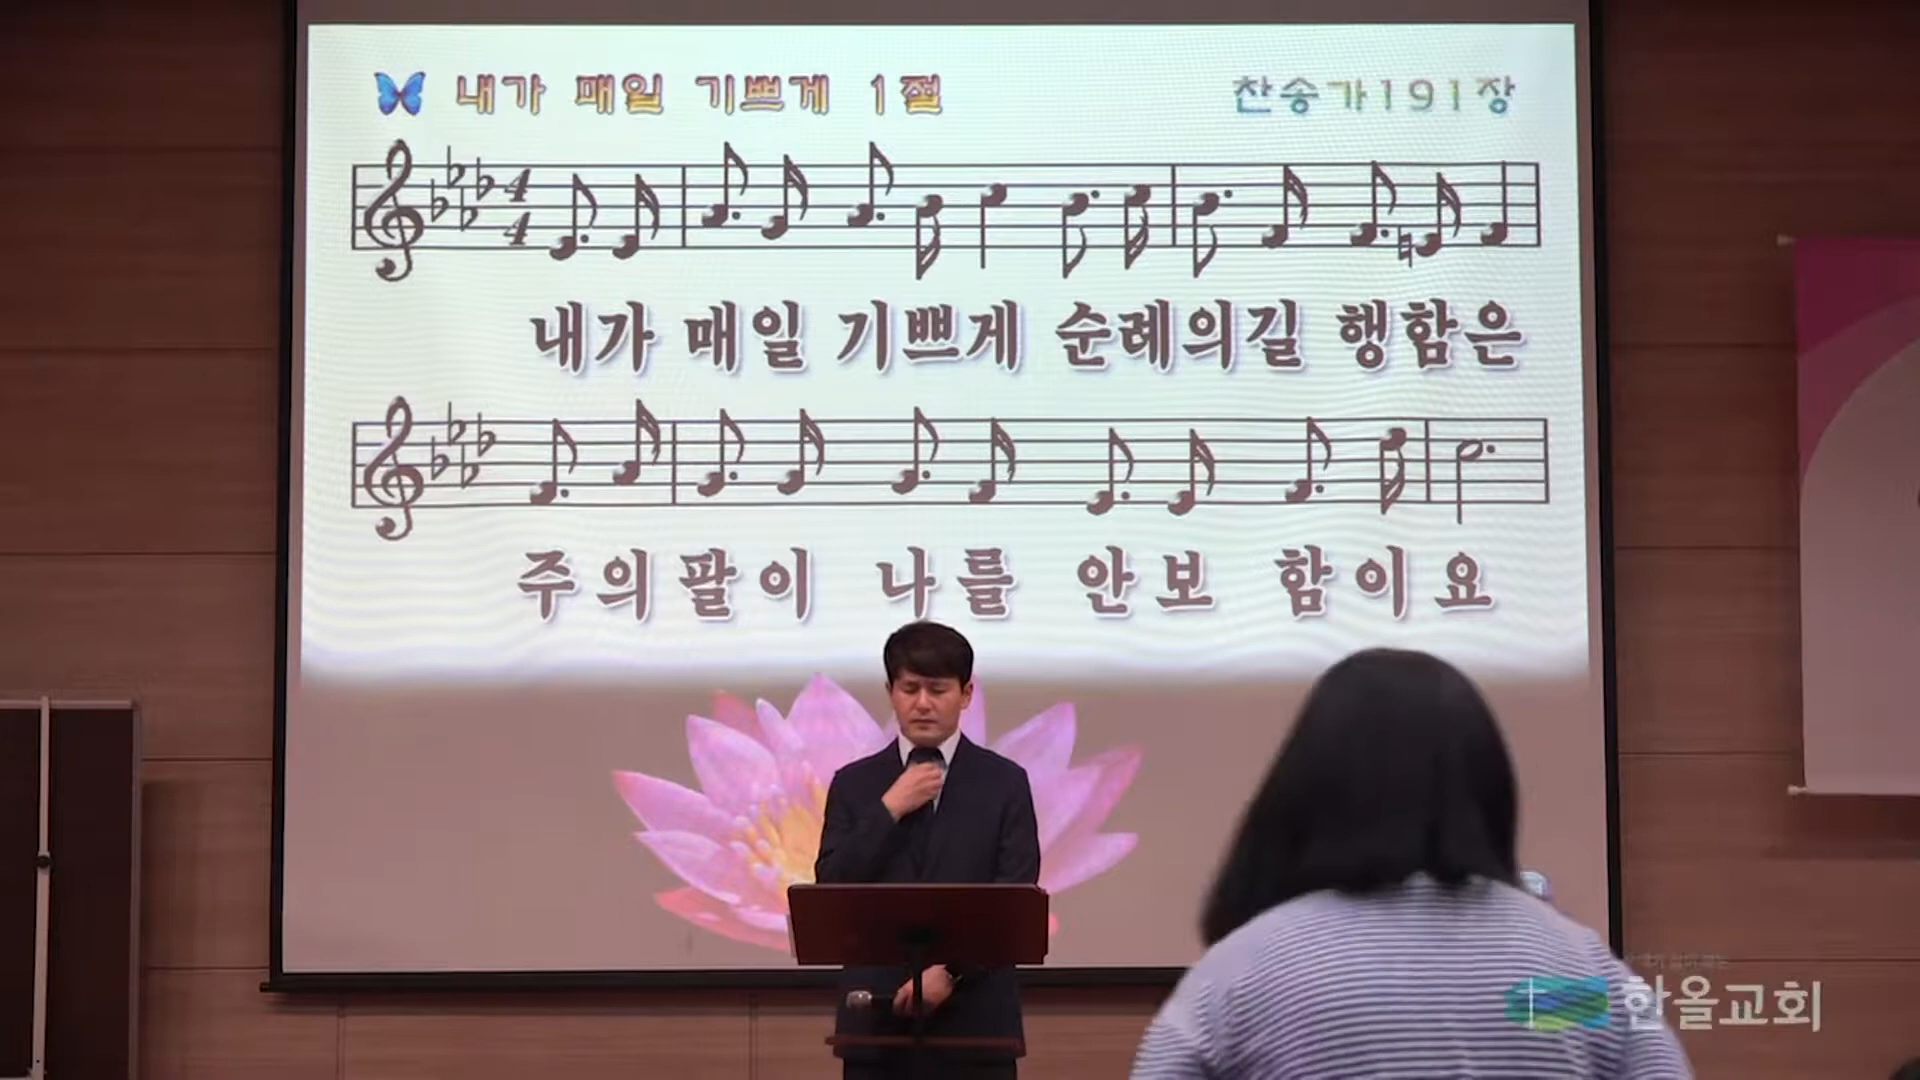 내가 매일 기쁘게 1절
찬송가191장
내가 매일 기쁘게 순례의길 행함은
주의팔이 나를 안보 함이요
한올교회